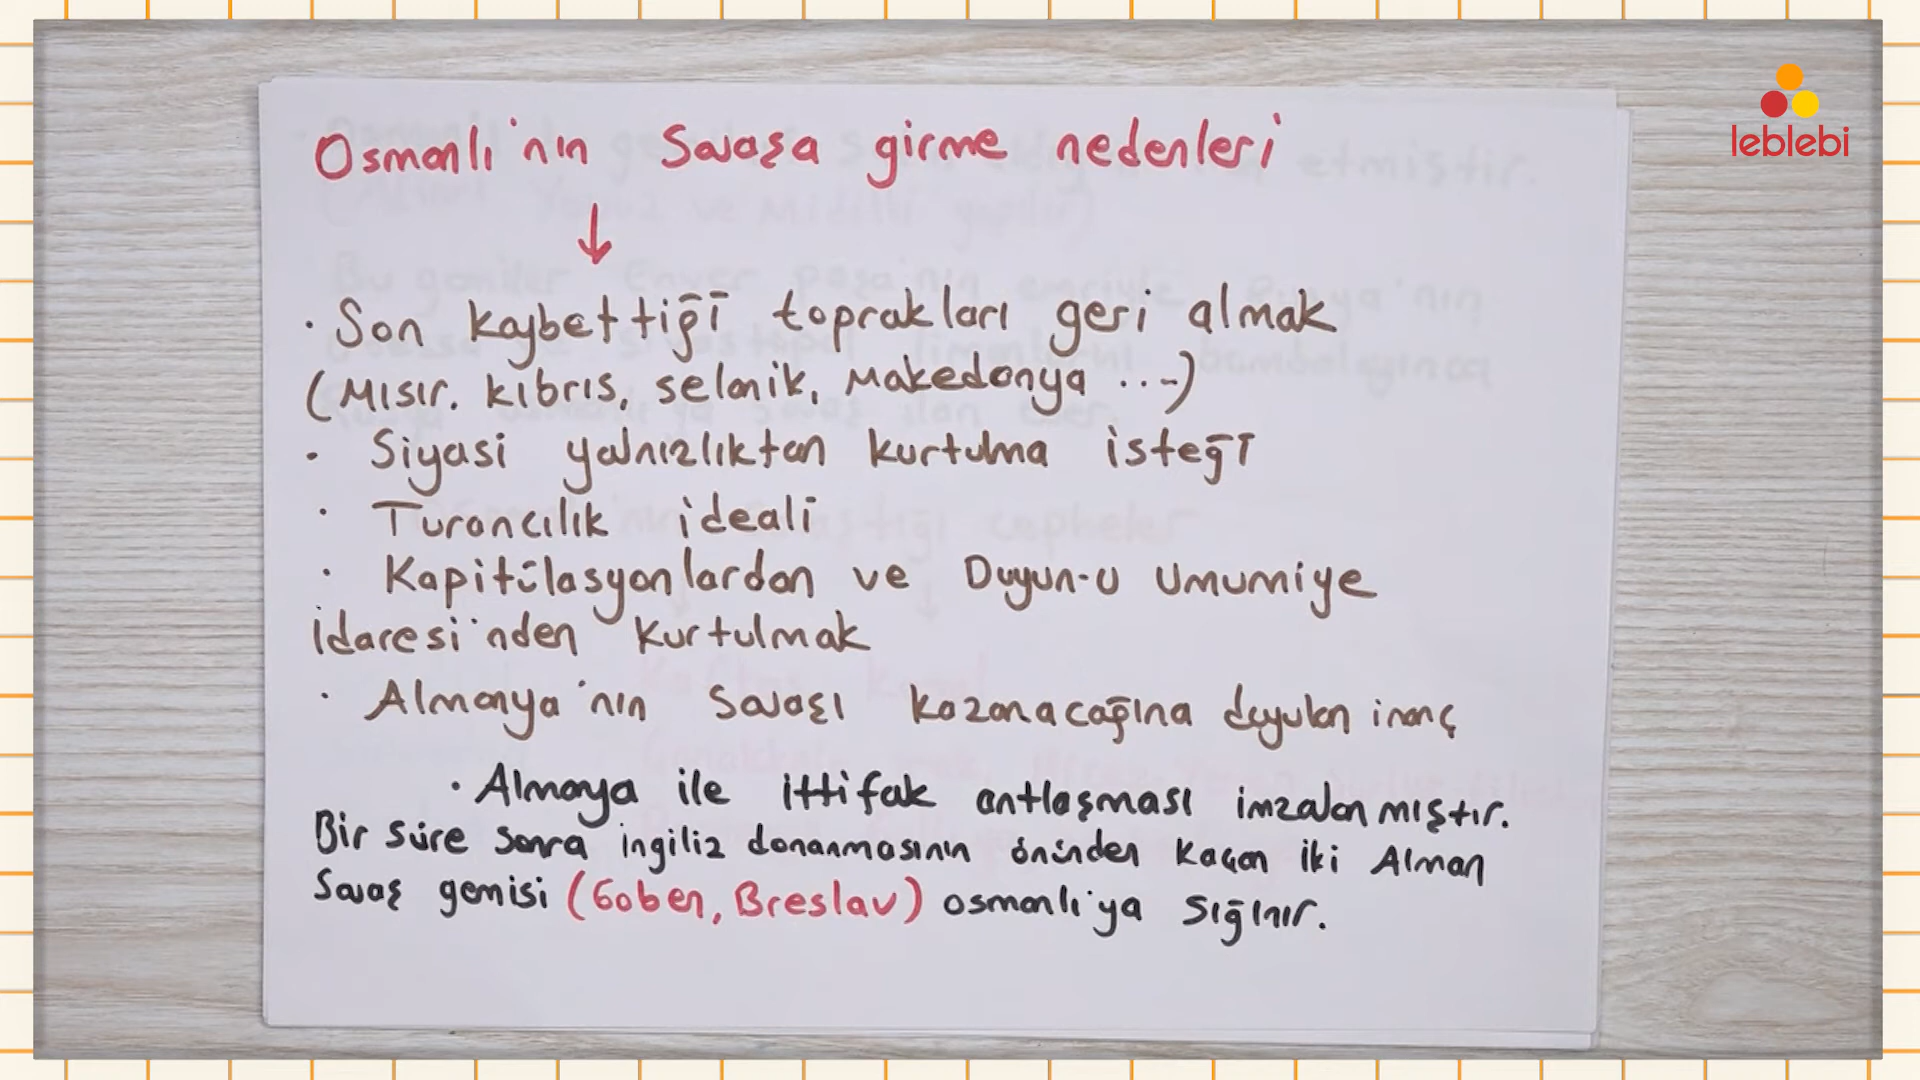 Osmanlı'nın Savaşa girme nedenleri
leblebi
. Son kaybettiği toprakları geri almak
(Mısır. kıbrıs, selanik, Makedonya ...)
. Siyasi yalnızlıktan kurtulma isteği
. Turancılık ideali
. Kapitülasyonlardan ve Duyun-u Umumiye
idaresi'nden kurtulmak
. Almanya'nın Savaşı kazanacağına duyulan inanç
. Almanya ile ittifak antlaşması imzalanmıştır.
Bir süre sonra ingiliz donanmasının önünden kaçan iki Alman
Savaş gemisi (Goben, Breslav) osmanlı'ya sığınır.